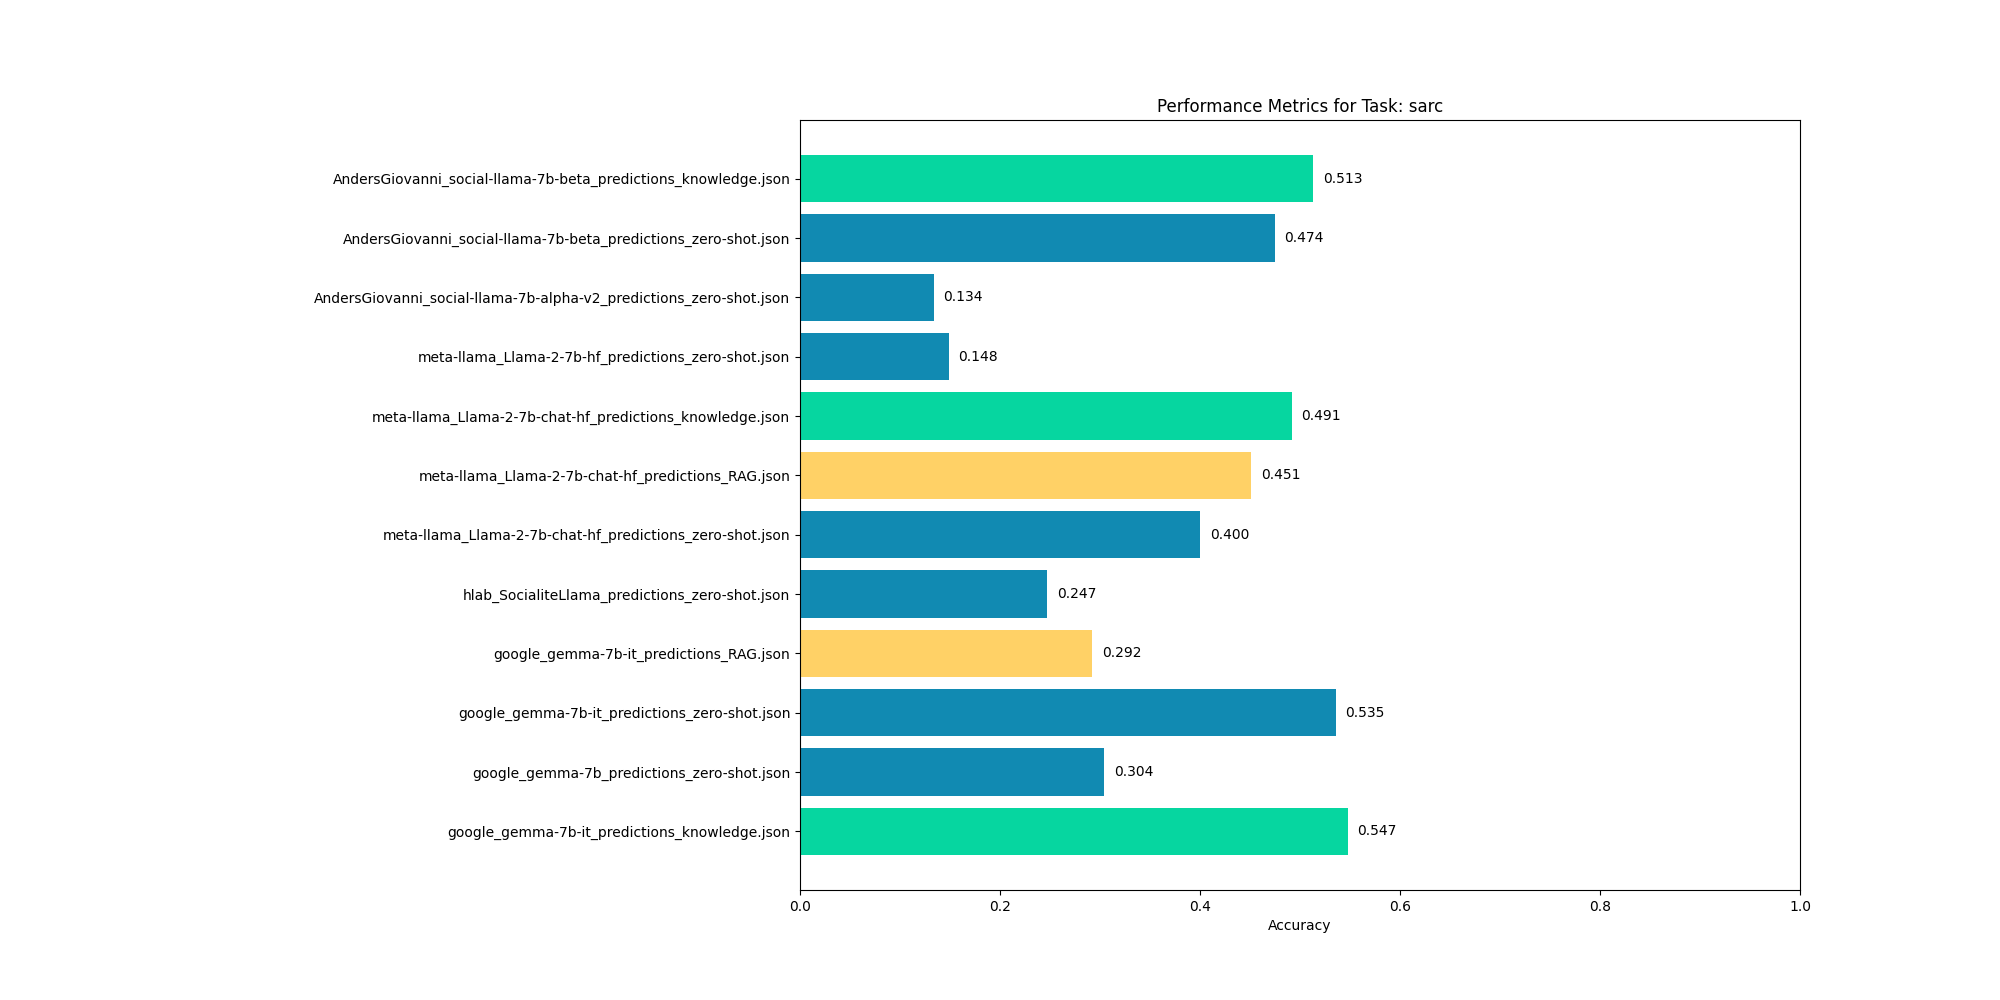 Performance Metrics for Task: sarc
AndersGiovanni_social-llama-7b-beta_predictions_knowledge.json 0.513
AndersGiovanni_social-llama-7b-beta_predictions_zero-shot.json 0.474
AndersGiovanni_social-llama-7b-alpha-v2_predictions_zero-shot.json 0.134
meta-llama_Llama-2-7b-hf_predictions_zero-shot.json 0.148
meta-llama_Llama-2-7b-chat-hf_predictions_knowledge.json 0.491
meta-llama_Llama-2-7b-chat-hf_predictions_RAG.json 0.451
meta-llama_Llama-2-7b-chat-hf_predictions_zero-shot.json 0.400
hlab_SocialiteLlama_predictions_zero-shot.json 0.247
google_gemma-7b-it_predictions_RAG.json 0.292
google_gemma-7b-it_predictions_zero-shot.json 0.535
google_gemma-7b_predictions_zero-shot.json 0.304
google_gemma-7b-it_predictions_knowledge.json 0.547
0.0 0.2 0.4 0.6 0.8 1.0
Accuracy